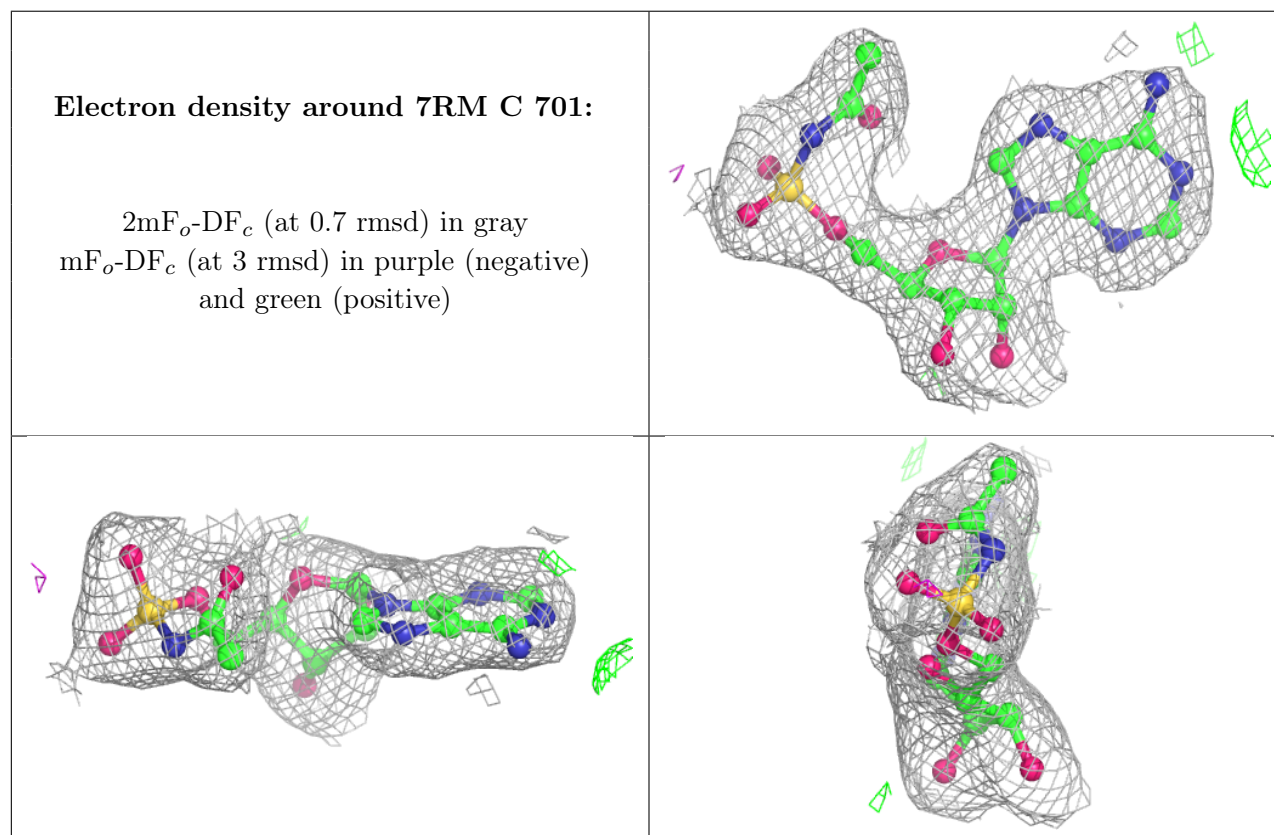 Electron density around 7RM C 701:
2mFo-DFc (at 0.7 rmsd) in gray
mFo-DFc (at 3 rmsd) in purple (negative)
and green (positive)